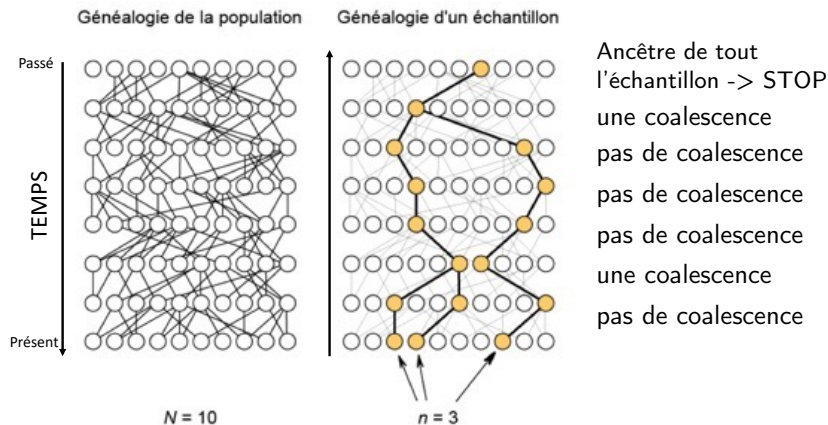 Généalogie de la population
Généalogie d'un échantillon
Passé
TEMPS
Présent
N = 10
n = 3
Ancêtre de tout
l'échantillon -> STOP
une coalescence
pas de coalescence
pas de coalescence
pas de coalescence
une coalescence
pas de coalescence